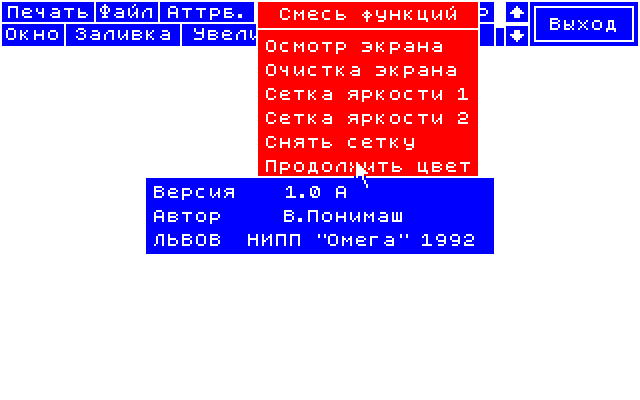 Печать Файл Аттрб.
Окно Заливка Увели
Выход
Смесь функций
Осмотр экрана
Очистка экрана
Сетка яркости 1
Сетка яркости 2
Снять сетку
Продолжить цвет
Версия 1.0 А
Автор В.Понимаш
ЛЬВОВ НИПП "Омега" 1992